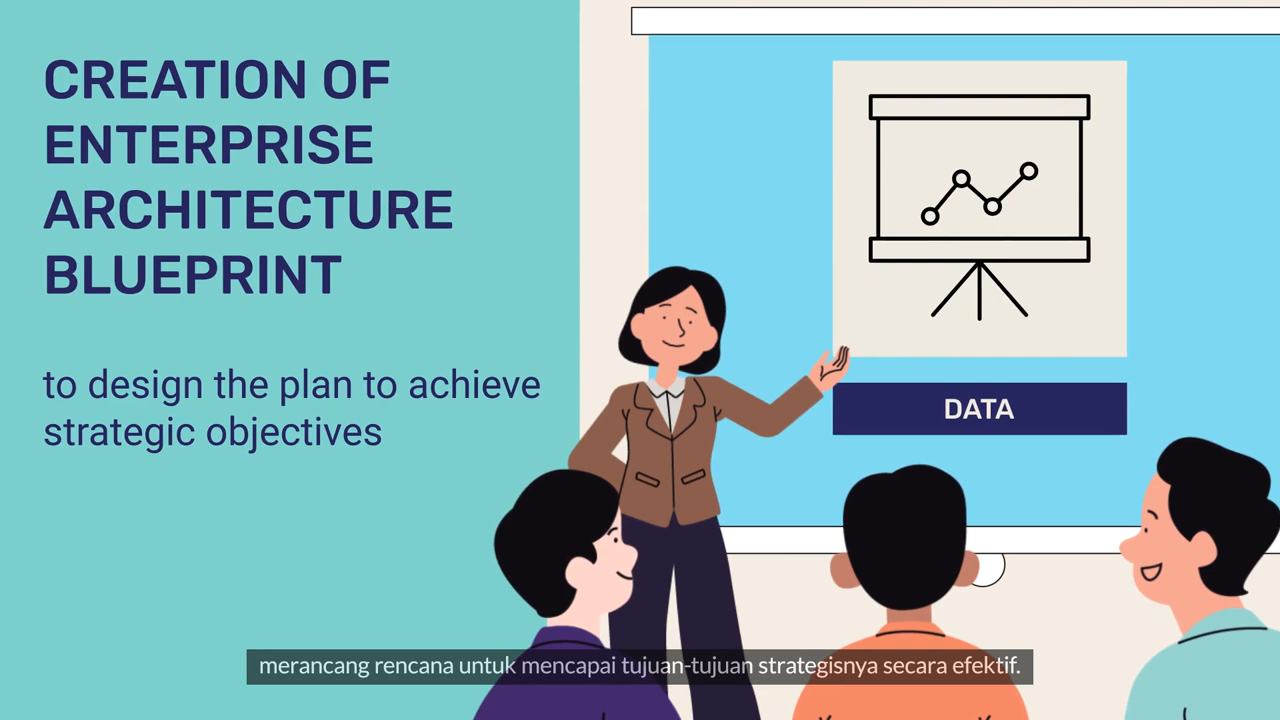 CREATION OF
ENTERPRISE
ARCHITECTURE
BLUEPRINT
to design the plan to achieve
strategic objectives
DATA
merancang rencana untuk mencapai tujuan-tujuan strategisnya secara efektif.